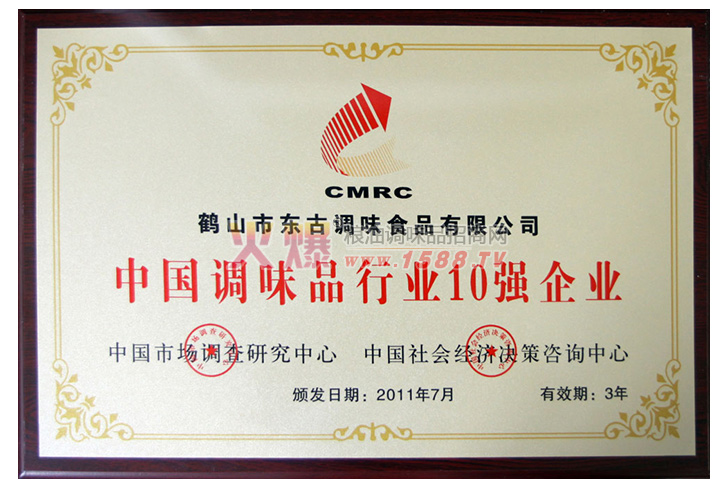 CMRC
鹤山市东古调味食品有限公司
火爆 粮油调味品招商网
www.1588.TV
中国调味品行业10强企业
中国市场调查研究中心 中国社会经济决策咨询中心
颁发日期：2011年7月 有效期：3年